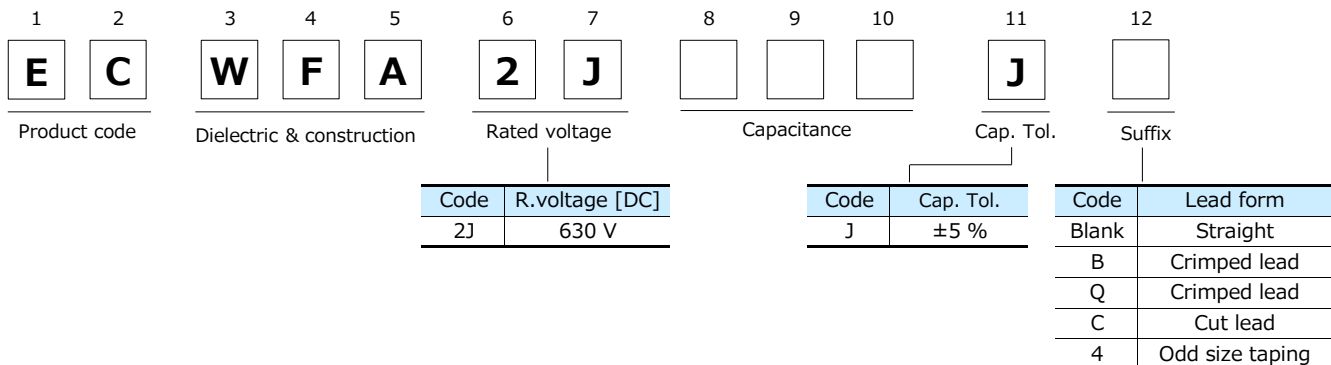 1 2 3 4 5 6 7 8 9 10 11 12
E C W F A 2 J J
Product code Dielectric & construction Rated voltage Capacitance Cap. Tol. Suffix
Code R.voltage [DC] Code Cap. Tol. Code Lead form
2J 630 V J ±5 % Blank Straight
B Crimped lead
Q Crimped lead
C Cut lead
4 Odd size taping